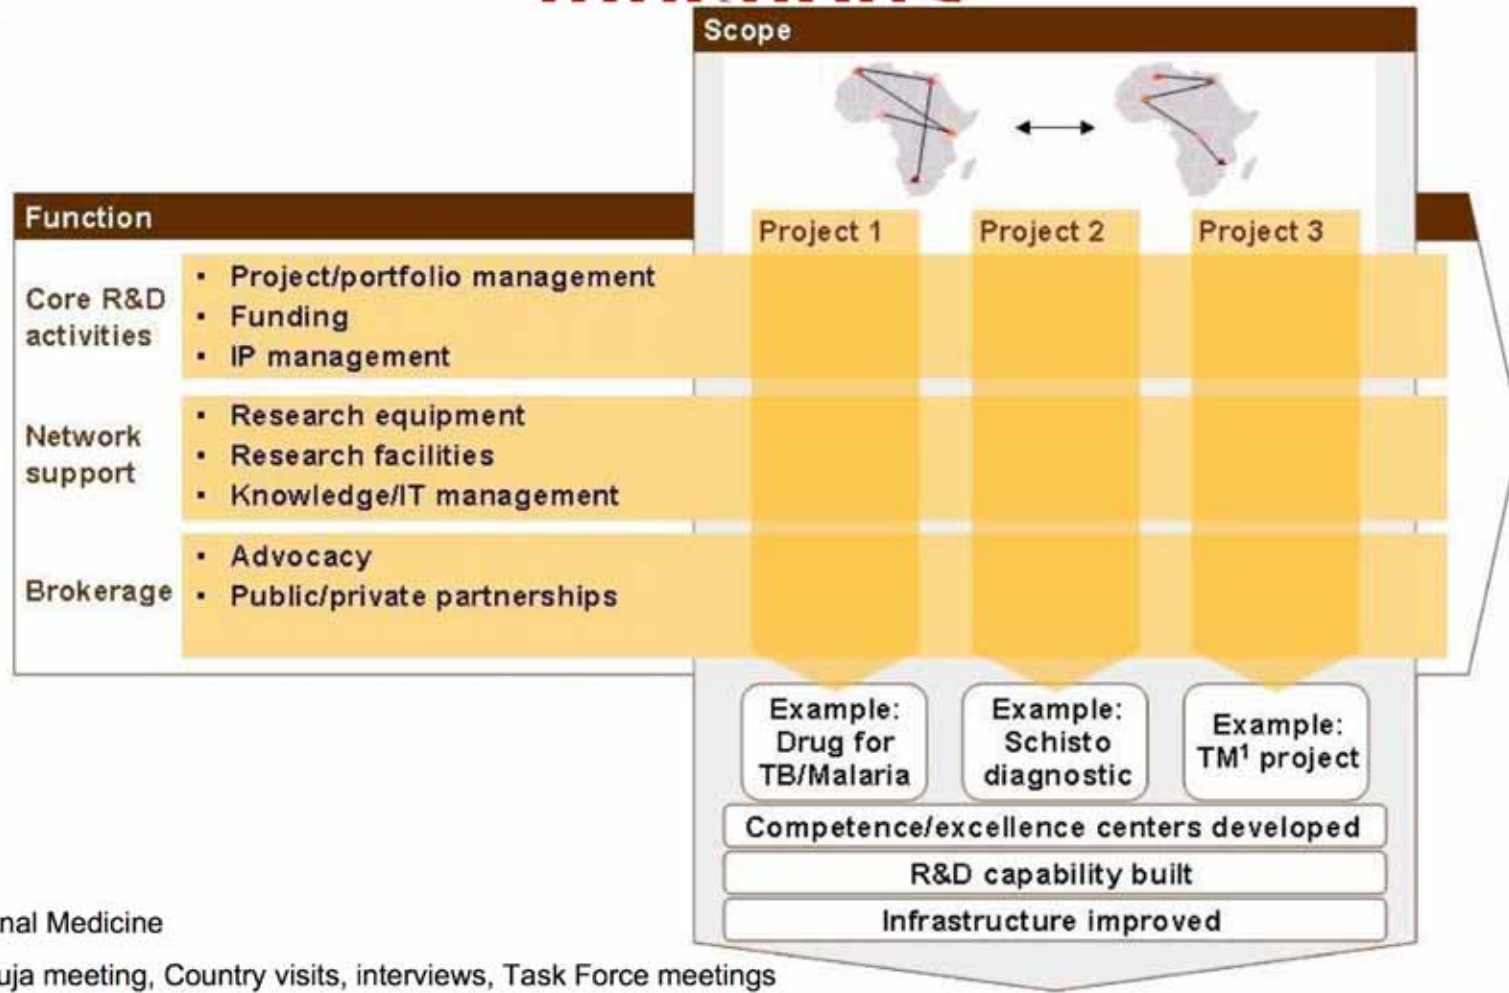 Scope
Function
Project 1
Project 2
Project 3
Core R&D
activities
▪ Project/portfolio management
▪ Funding
▪ IP management
Network
support
▪ Research equipment
▪ Research facilities
▪ Knowledge/IT management
Brokerage
▪ Advocacy
▪ Public/private partnerships
Example:
Drug for
TB/Malaria
Example:
Schisto
diagnostic
Example:
TM¹ project
Competence/excellence centers developed
R&D capability built
Infrastructure improved
nal Medicine
uja meeting, Country visits, interviews, Task Force meetings